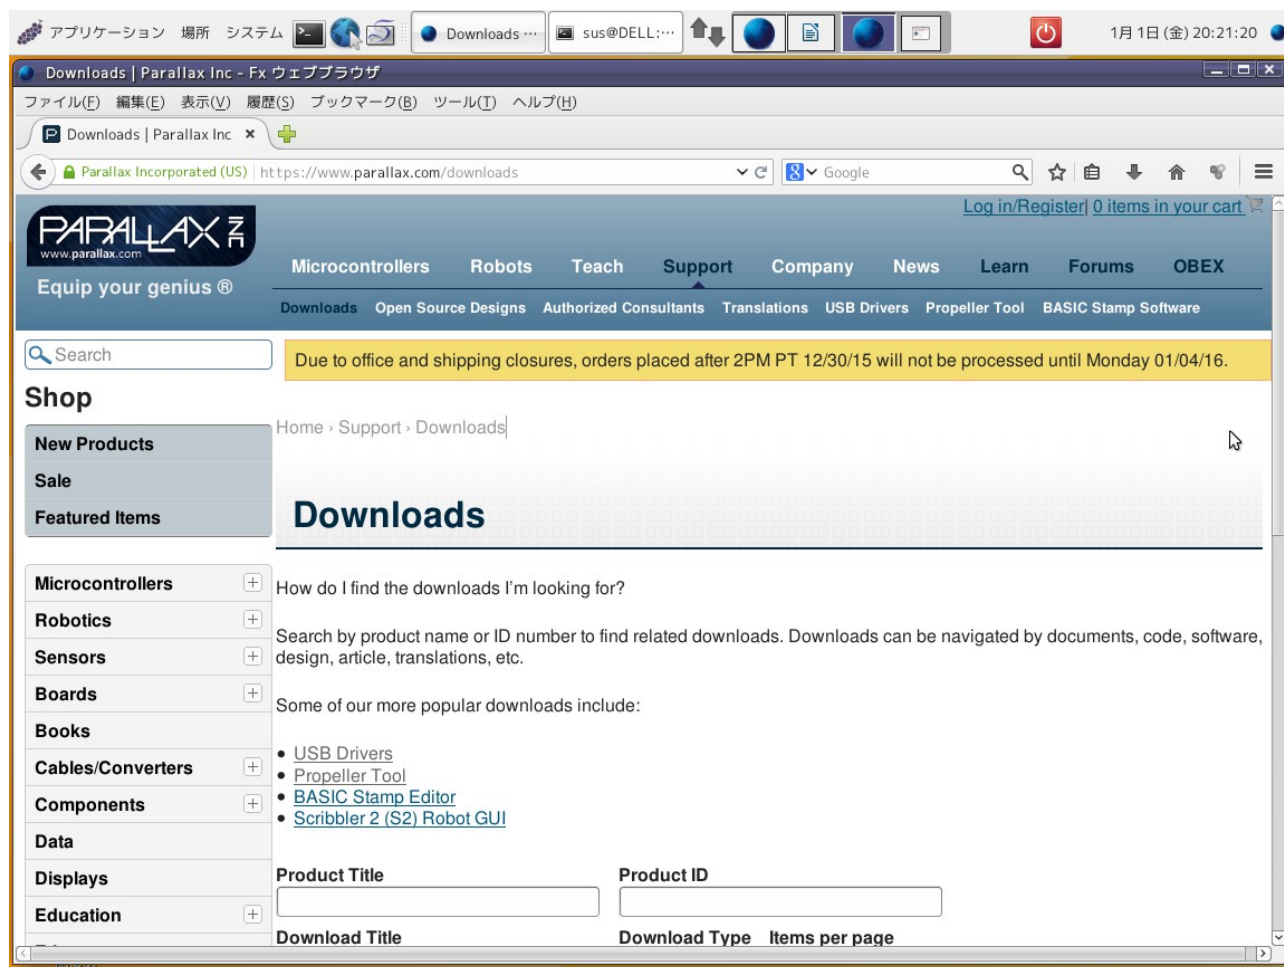 アプリケーション 場所 システム Downloads ··· sus@DELL:··· 1月 1日 (金) 20:21:20
Downloads | Parallax Inc - Fx ウェブブラウザ
ファイル(F) 編集(E) 表示(V) 履歴(S) ブックマーク(B) ツール(T) ヘルプ(H)
Downloads | Parallax Inc
Parallax Incorporated (US) https://www.parallax.com/downloads Google
Log in/Register| 0 items in your cart
PARALLAX INC
www.parallax.com
Equip your genius ®
Microcontrollers Robots Teach Support Company News Learn Forums OBEX
Downloads Open Source Designs Authorized Consultants Translations USB Drivers Propeller Tool BASIC Stamp Software
Search
Due to office and shipping closures, orders placed after 2PM PT 12/30/15 will not be processed until Monday 01/04/16.
Shop
New Products
Sale
Featured Items
Microcontrollers
Robotics
Sensors
Boards
Books
Cables/Converters
Components
Data
Displays
Education
Home › Support › Downloads
Downloads
How do I find the downloads I'm looking for?
Search by product name or ID number to find related downloads. Downloads can be navigated by documents, code, software,
design, article, translations, etc.
Some of our more popular downloads include:
• USB Drivers
• Propeller Tool
• BASIC Stamp Editor
• Scribbler 2 (S2) Robot GUI
Product Title Product ID
Download Title Download Type Items per page